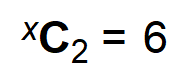 ˣC₂ = 6